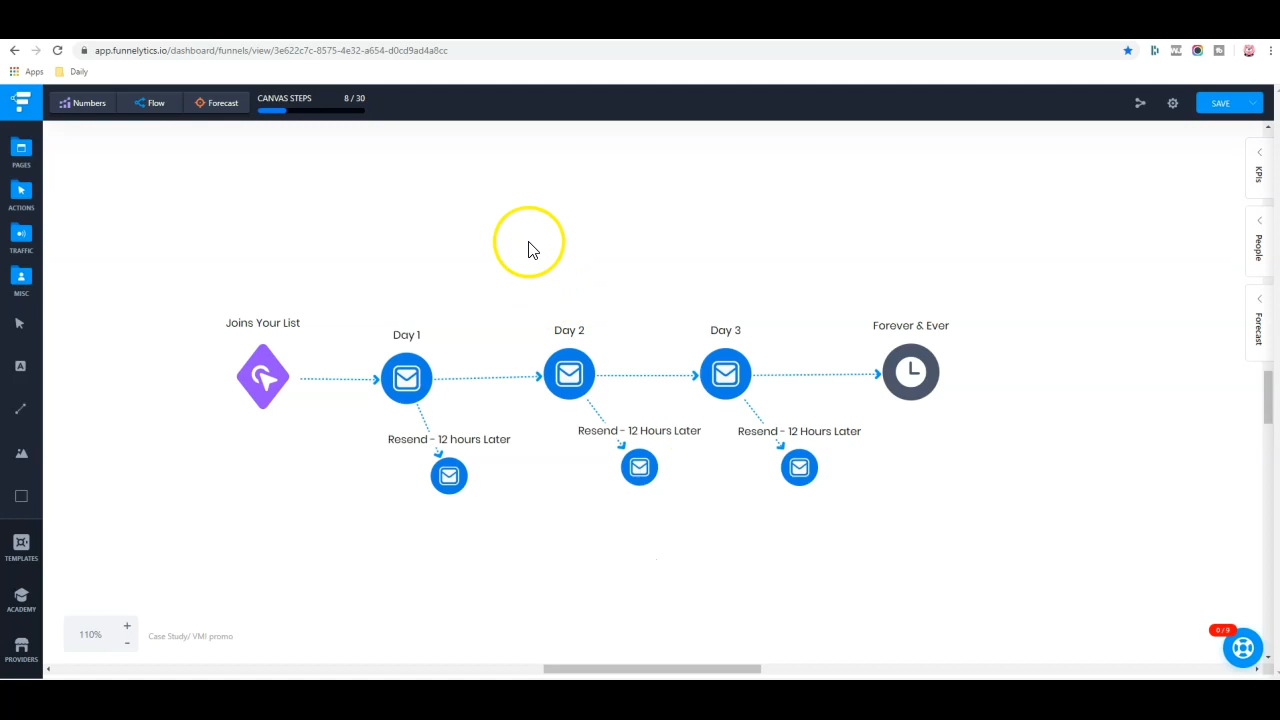 app.funnelytics.io/dashboard/funnels/view/3e622c7c-8575-4e32-a654-d0cd9ad4a8cc
Apps Daily
Numbers Flow Forecast CANVAS STEPS 8 / 30 SAVE
PAGES
ACTIONS
TRAFFIC
MISC
TEMPLATES
ACADEMY
PROVIDERS
KPIs
People
Forecast
Joins Your List
Day 1
Day 2
Day 3
Forever & Ever
Resend - 12 hours Later
Resend - 12 Hours Later
Resend - 12 Hours Later
110% + -
Case Study/ VMI promo
0 / 9